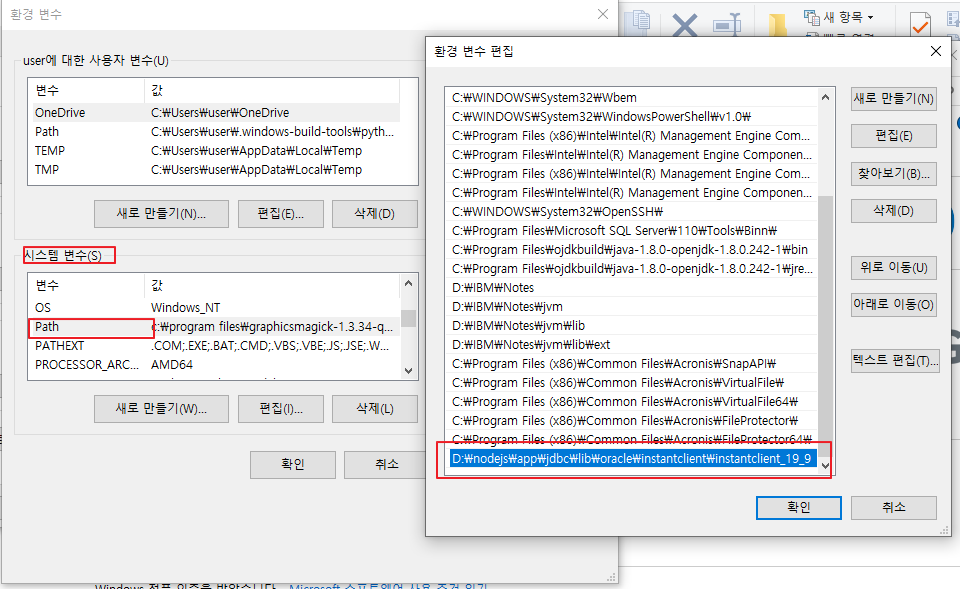 환경 변수
user에 대한 사용자 변수(U)
변수 값
OneDrive C:₩Users₩user₩OneDrive
Path C:₩Users₩user₩.windows-build-tools₩pyth...
TEMP C:₩Users₩user₩AppData₩Local₩Temp
TMP C:₩Users₩user₩AppData₩Local₩Temp
새로 만들기(N)... 편집(E)... 삭제(D)
시스템 변수(S)
변수 값
OS Windows_NT
Path c:₩program files₩graphicsmagick-1.3.34-q...
PATHEXT .COM;.EXE;.BAT;.CMD;.VBS;.VBE;.JS;.JSE;.W...
PROCESSOR_ARC... AMD64
새로 만들기(W)... 편집(I)... 삭제(L)
확인 취소
새 항목
환경 변수 편집
C:₩WINDOWS₩System32₩Wbem
C:₩WINDOWS₩System32₩WindowsPowerShell₩v1.0₩
C:₩Program Files (x86)₩Intel₩Intel(R) Management Engine Com...
C:₩Program Files₩Intel₩Intel(R) Management Engine Componen...
C:₩Program Files (x86)₩Intel₩Intel(R) Management Engine Com...
C:₩Program Files₩Intel₩Intel(R) Management Engine Componen...
C:₩WINDOWS₩System32₩OpenSSH₩
C:₩Program Files₩Microsoft SQL Server₩110₩Tools₩Binn₩
C:₩Program Files₩ojdkbuild₩java-1.8.0-openjdk-1.8.0.242-1₩bin
C:₩Program Files₩ojdkbuild₩java-1.8.0-openjdk-1.8.0.242-1₩jre...
D:₩IBM₩Notes
D:₩IBM₩Notes₩jvm
D:₩IBM₩Notes₩jvm₩lib
D:₩IBM₩Notes₩jvm₩lib₩ext
C:₩Program Files (x86)₩Common Files₩Acronis₩SnapAPI₩
C:₩Program Files (x86)₩Common Files₩Acronis₩VirtualFile₩
C:₩Program Files (x86)₩Common Files₩Acronis₩VirtualFile64₩
C:₩Program Files (x86)₩Common Files₩Acronis₩FileProtector₩
C:₩Program Files (x86)₩Common Files₩Acronis₩FileProtector64₩
D:₩nodejs₩app₩jdbc₩lib₩oracle₩instantclient₩instantclient_19_9
새로 만들기(N)
편집(E)
찾아보기(B)...
삭제(D)
위로 이동(U)
아래로 이동(O)
텍스트 편집(T)...
확인 취소
Windows 정품 인증을 받았습니다. Microsoft 소프트웨어 사용 조건 읽기